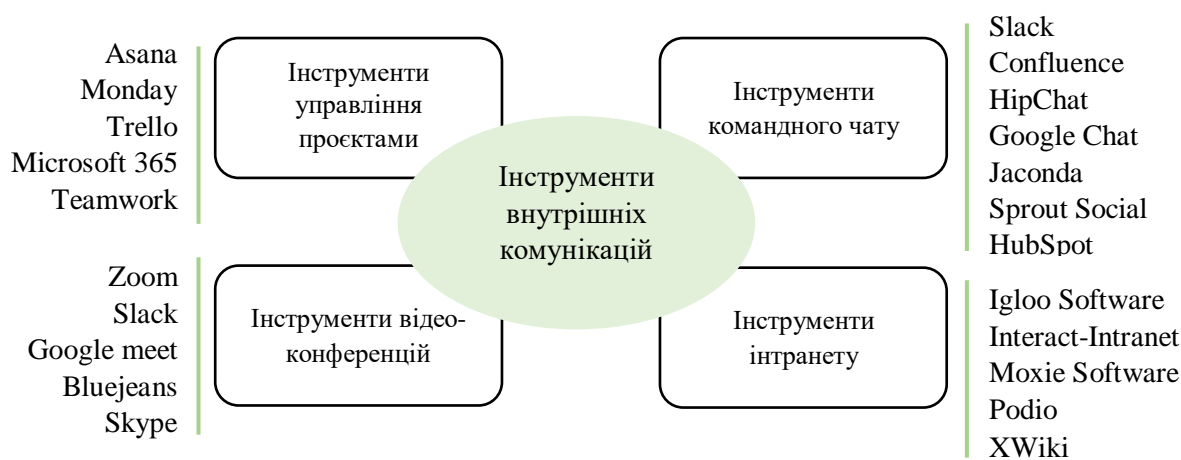 Asana
Monday
Trello
Microsoft 365
Teamwork
Інструменти
управління
проєктами
Інструменти
командного чату
Slack
Confluence
HipChat
Google Chat
Jaconda
Sprout Social
HubSpot
Інструменти
внутрішніх
комунікацій
Zoom
Slack
Google meet
Bluejeans
Skype
Інструменти відео-
конференцій
Інструменти
інтранету
Igloo Software
Interact-Intranet
Moxie Software
Podio
XWiki